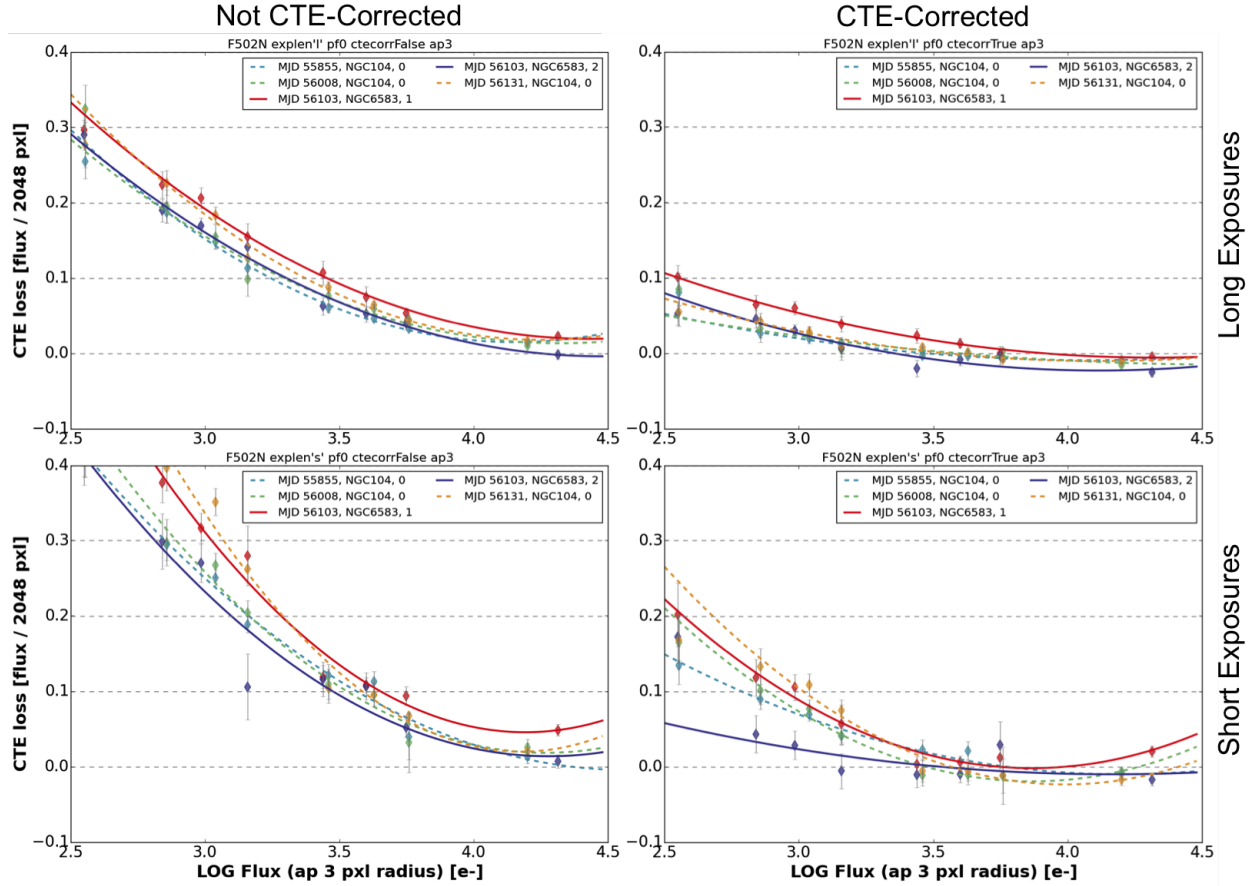 Not CTE-Corrected
CTE-Corrected
F502N explen'l' pf0 ctecorrFalse ap3
MJD 55855, NGC104, 0
MJD 56008, NGC104, 0
MJD 56103, NGC6583, 1
MJD 56103, NGC6583, 2
MJD 56131, NGC104, 0
0.4
0.3
0.2
0.1
0.0
−0.1
2.5 3.0 3.5 4.0 4.5
CTE loss [flux / 2048 pxl]
F502N explen'l' pf0 ctecorrTrue ap3
MJD 55855, NGC104, 0
MJD 56008, NGC104, 0
MJD 56103, NGC6583, 1
MJD 56103, NGC6583, 2
MJD 56131, NGC104, 0
0.4
0.3
0.2
0.1
0.0
−0.1
2.5 3.0 3.5 4.0 4.5
Long Exposures
F502N explen's' pf0 ctecorrFalse ap3
MJD 55855, NGC104, 0
MJD 56008, NGC104, 0
MJD 56103, NGC6583, 1
MJD 56103, NGC6583, 2
MJD 56131, NGC104, 0
0.4
0.3
0.2
0.1
0.0
−0.1
2.5 3.0 3.5 4.0 4.5
CTE loss [flux / 2048 pxl]
LOG Flux (ap 3 pxl radius) [e-]
F502N explen's' pf0 ctecorrTrue ap3
MJD 55855, NGC104, 0
MJD 56008, NGC104, 0
MJD 56103, NGC6583, 1
MJD 56103, NGC6583, 2
MJD 56131, NGC104, 0
0.4
0.3
0.2
0.1
0.0
−0.1
2.5 3.0 3.5 4.0 4.5
LOG Flux (ap 3 pxl radius) [e-]
Short Exposures